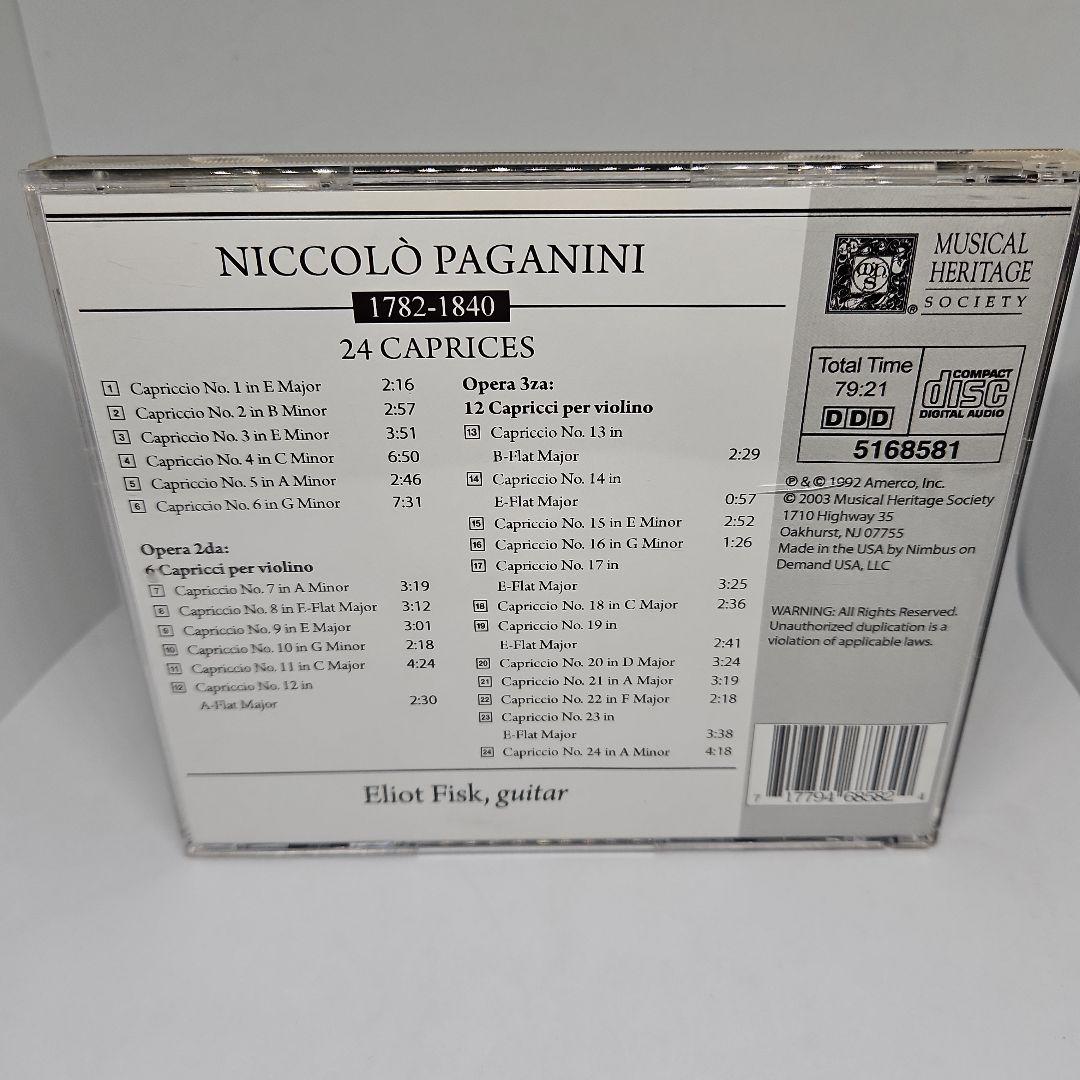 NICCOLÒ PAGANINI
1782-1840
24 CAPRICES
1 Capriccio No. 1 in E Major 2:16
2 Capriccio No. 2 in B Minor 2:57
3 Capriccio No. 3 in E Minor 3:51
4 Capriccio No. 4 in C Minor 6:50
5 Capriccio No. 5 in A Minor 2:46
6 Capriccio No. 6 in G Minor 7:31
Opera 2da:
6 Capricci per violino
7 Capriccio No. 7 in A Minor 3:19
8 Capriccio No. 8 in E-Flat Major 3:12
9 Capriccio No. 9 in E Major 3:01
10 Capriccio No. 10 in G Minor 2:18
11 Capriccio No. 11 in C Major 4:24
12 Capriccio No. 12 in
A-Flat Major 2:30
Opera 3za:
12 Capricci per violino
13 Capriccio No. 13 in
B-Flat Major 2:29
14 Capriccio No. 14 in
E-Flat Major 0:57
15 Capriccio No. 15 in E Minor 2:52
16 Capriccio No. 16 in G Minor 1:26
17 Capriccio No. 17 in
E-Flat Major 3:25
18 Capriccio No. 18 in C Major 2:36
19 Capriccio No. 19 in
E-Flat Major 2:41
20 Capriccio No. 20 in D Major 3:24
21 Capriccio No. 21 in A Major 3:19
22 Capriccio No. 22 in F Major 2:18
23 Capriccio No. 23 in
E-Flat Major 3:38
24 Capriccio No. 24 in A Minor 4:18
Eliot Fisk, guitar
MHS
®
MUSICAL
HERITAGE
SOCIETY
Total Time
79:21
DDD
COMPACT
disc
DIGITAL AUDIO
5168581
℗ & © 1992 Amerco, Inc.
© 2003 Musical Heritage Society
1710 Highway 35
Oakhurst, NJ 07755
Made in the USA by Nimbus on
Demand USA, LLC
WARNING: All Rights Reserved.
Unauthorized duplication is a
violation of applicable laws.
7 17794 68582 4